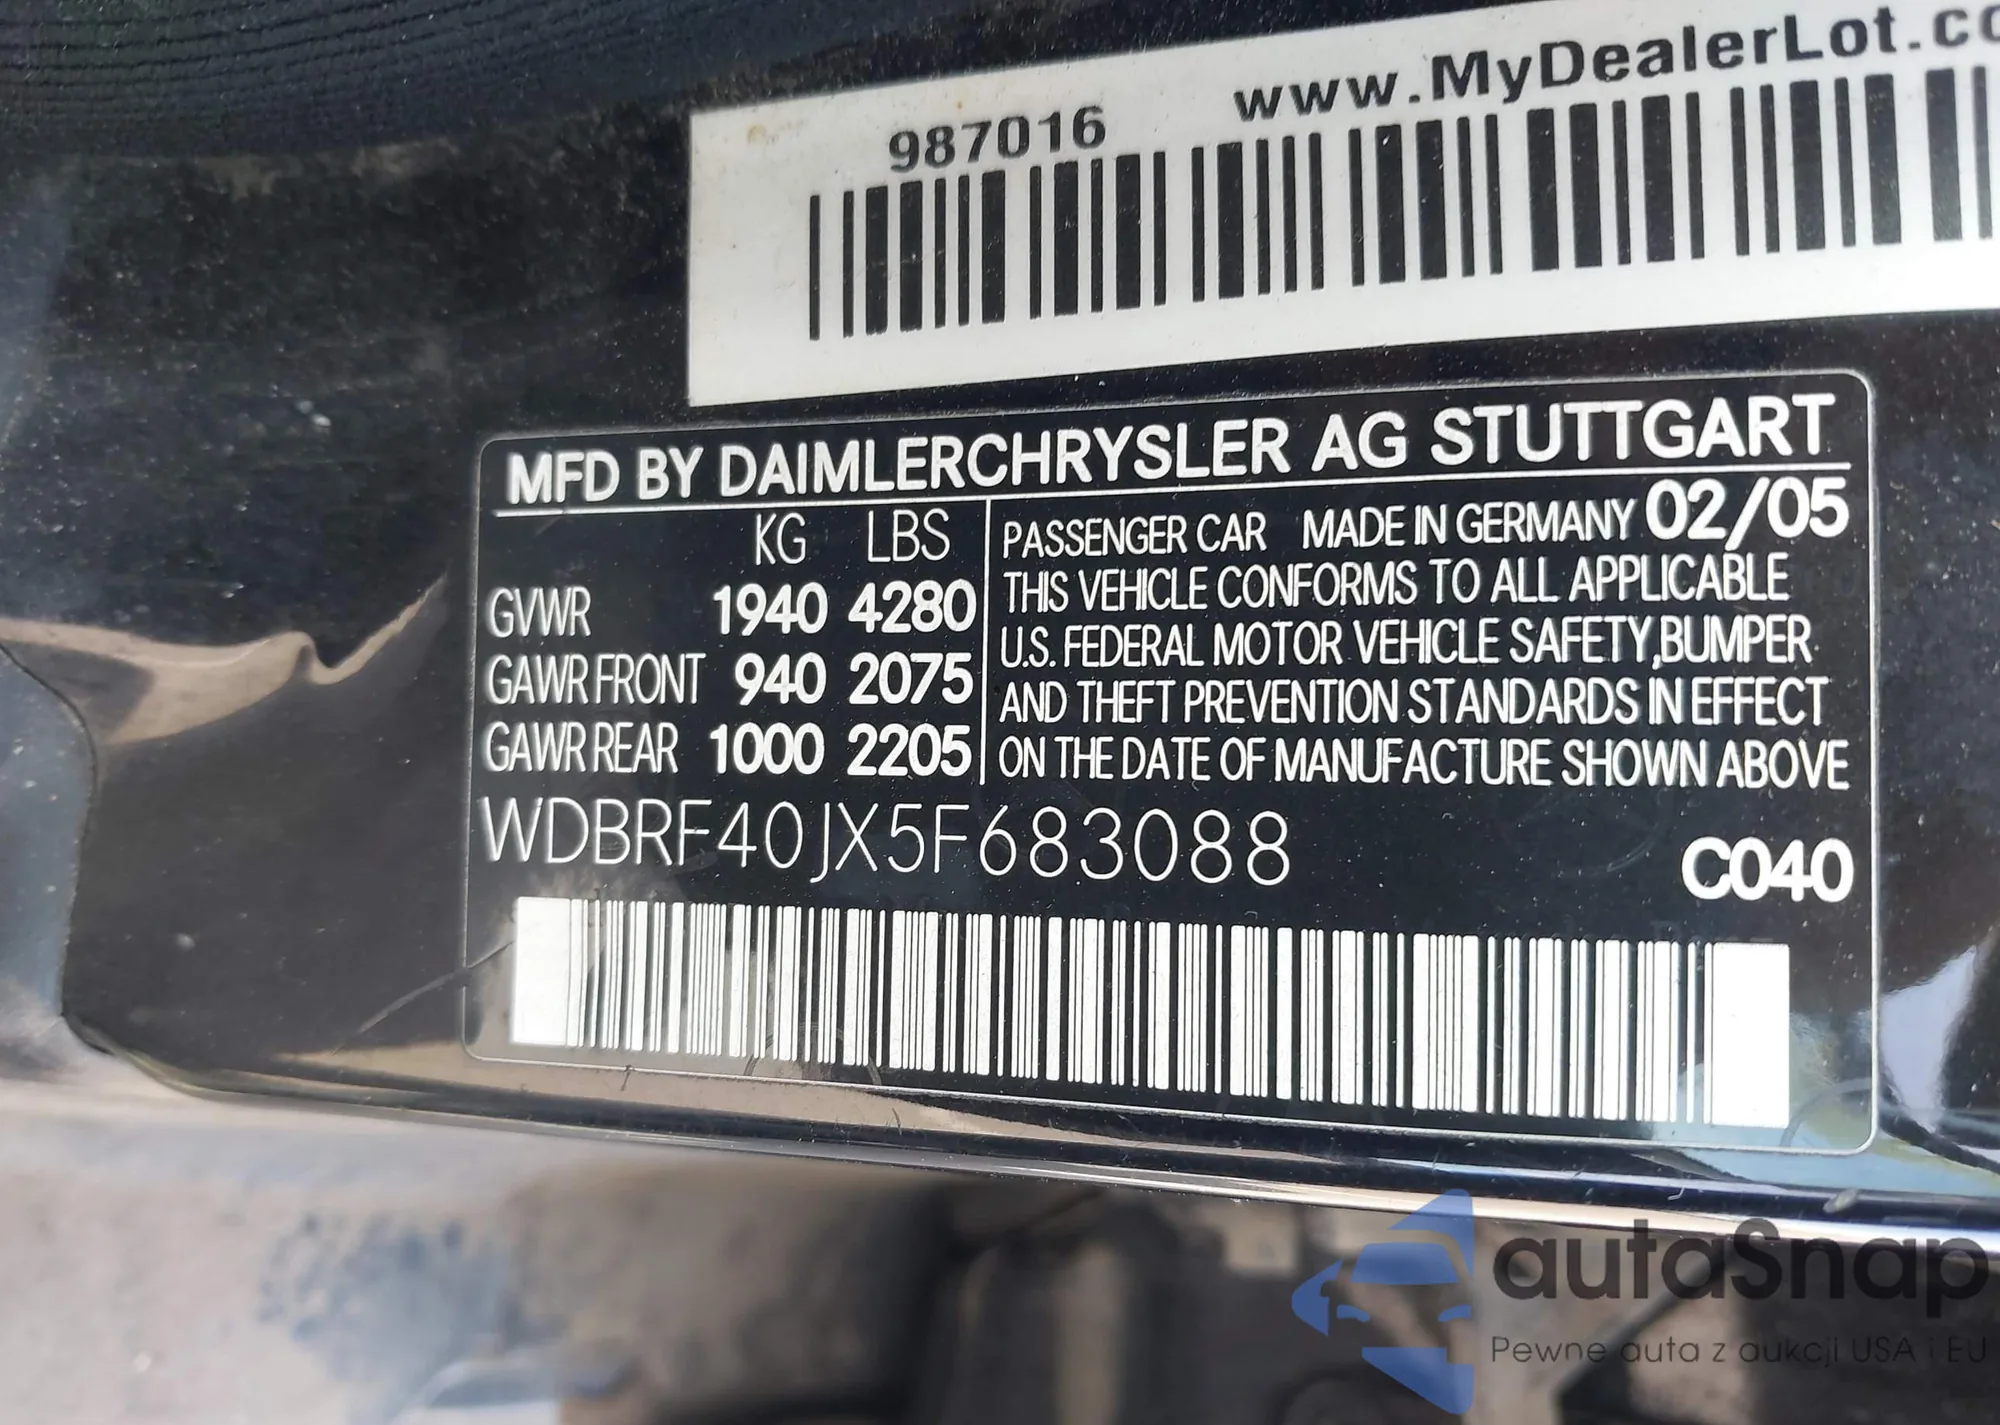 www.MyDealerLot.co
987016
MFD BY DAIMLERCHRYSLER AG STUTTGART
KG LBS
GVWR 1940 4280
GAWR FRONT 940 2075
GAWR REAR 1000 2205
PASSENGER CAR MADE IN GERMANY 02/05
THIS VEHICLE CONFORMS TO ALL APPLICABLE
U.S. FEDERAL MOTOR VEHICLE SAFETY,BUMPER
AND THEFT PREVENTION STANDARDS IN EFFECT
ON THE DATE OF MANUFACTURE SHOWN ABOVE
WDBRF40JX5F683088
C040
autaSnap
Pewne auta z aukcji USA i EU